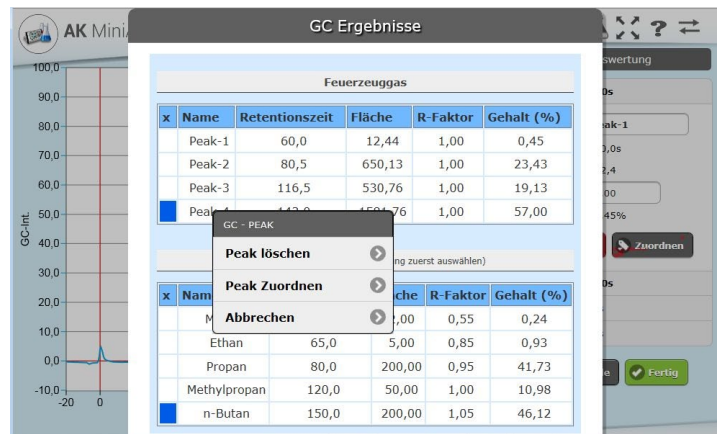 AK Mini
GC Ergebnisse
swertung
Feuerzeuggas
x Name Retentionszeit Fläche R-Faktor Gehalt (%)
Peak-1 60,0 12,44 1,00 0,45
Peak-2 80,5 650,13 1,00 23,43
Peak-3 116,5 530,76 1,00 19,13
1,00 57,00
GC - PEAK
Peak löschen
Peak Zuordnen
Abbrechen
ng zuerst auswählen)
x Nam che R-Faktor Gehalt (%)
M ,00 0,55 0,24
Ethan 65,0 5,00 0,85 0,93
Propan 80,0 200,00 0,95 41,73
Methylpropan 120,0 50,00 1,00 10,98
n-Butan 150,0 200,00 1,05 46,12
GC-Int.
100,0
90,0
80,0
70,0
60,0
50,0
40,0
30,0
20,0
10,0
0,0
-10,0
-20 0
0s
ak-1
0,0s
2,4
00
45%
Zuordnen
0s
e Fertig